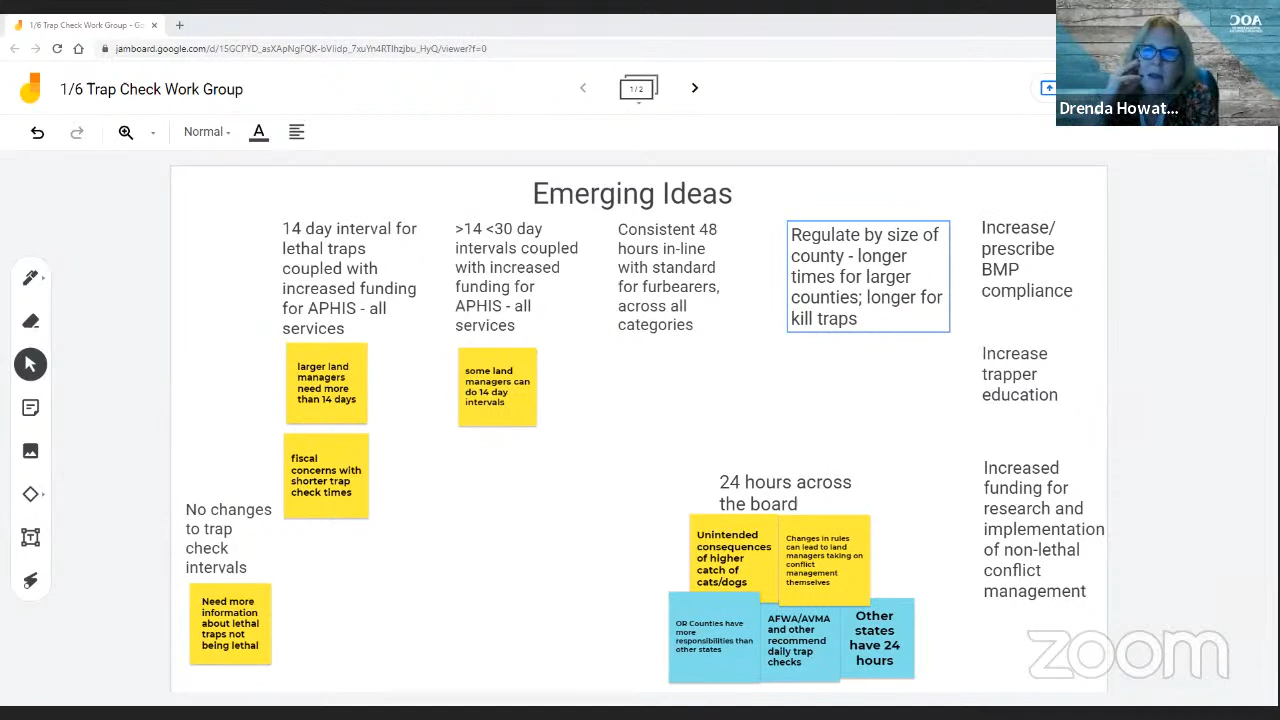 1/6 Trap Check Work Group - Go
jamboard.google.com/d/15GCPYD_asXApNgFQK-bVIidp_7xuYn4RTIhzjbu_HyQ/viewer?f=0
1/6 Trap Check Work Group
1/2
AOC
Drenda Howat...
Normal
A
Emerging Ideas
14 day interval for
lethal traps
coupled with
increased funding
for APHIS - all
services
larger land
managers
need more
than 14 days
fiscal
concerns with
shorter trap
check times
>14 <30 day
intervals coupled
with increased
funding for
APHIS - all
services
some land
managers can
do 14 day
intervals
Consistent 48
hours in-line
with standard
for furbearers,
across all
categories
Regulate by size of
county - longer
times for larger
counties; longer for
kill traps
Increase/
prescribe
BMP
compliance
Increase
trapper
education
Increased
funding for
research and
implementation
of non-lethal
conflict
management
No changes
to trap
check
intervals
Need more
information
about lethal
traps not
being lethal
24 hours across
the board
Unintended
consequences
of higher
catch of
cats/dogs
Changes in rules
can lead to land
managers taking on
conflict
management
themselves
OR Counties have
more
responsibilities than
other states
AFWA/AVMA
and other
recommend
daily trap
checks
Other
states
have 24
hours
zoom